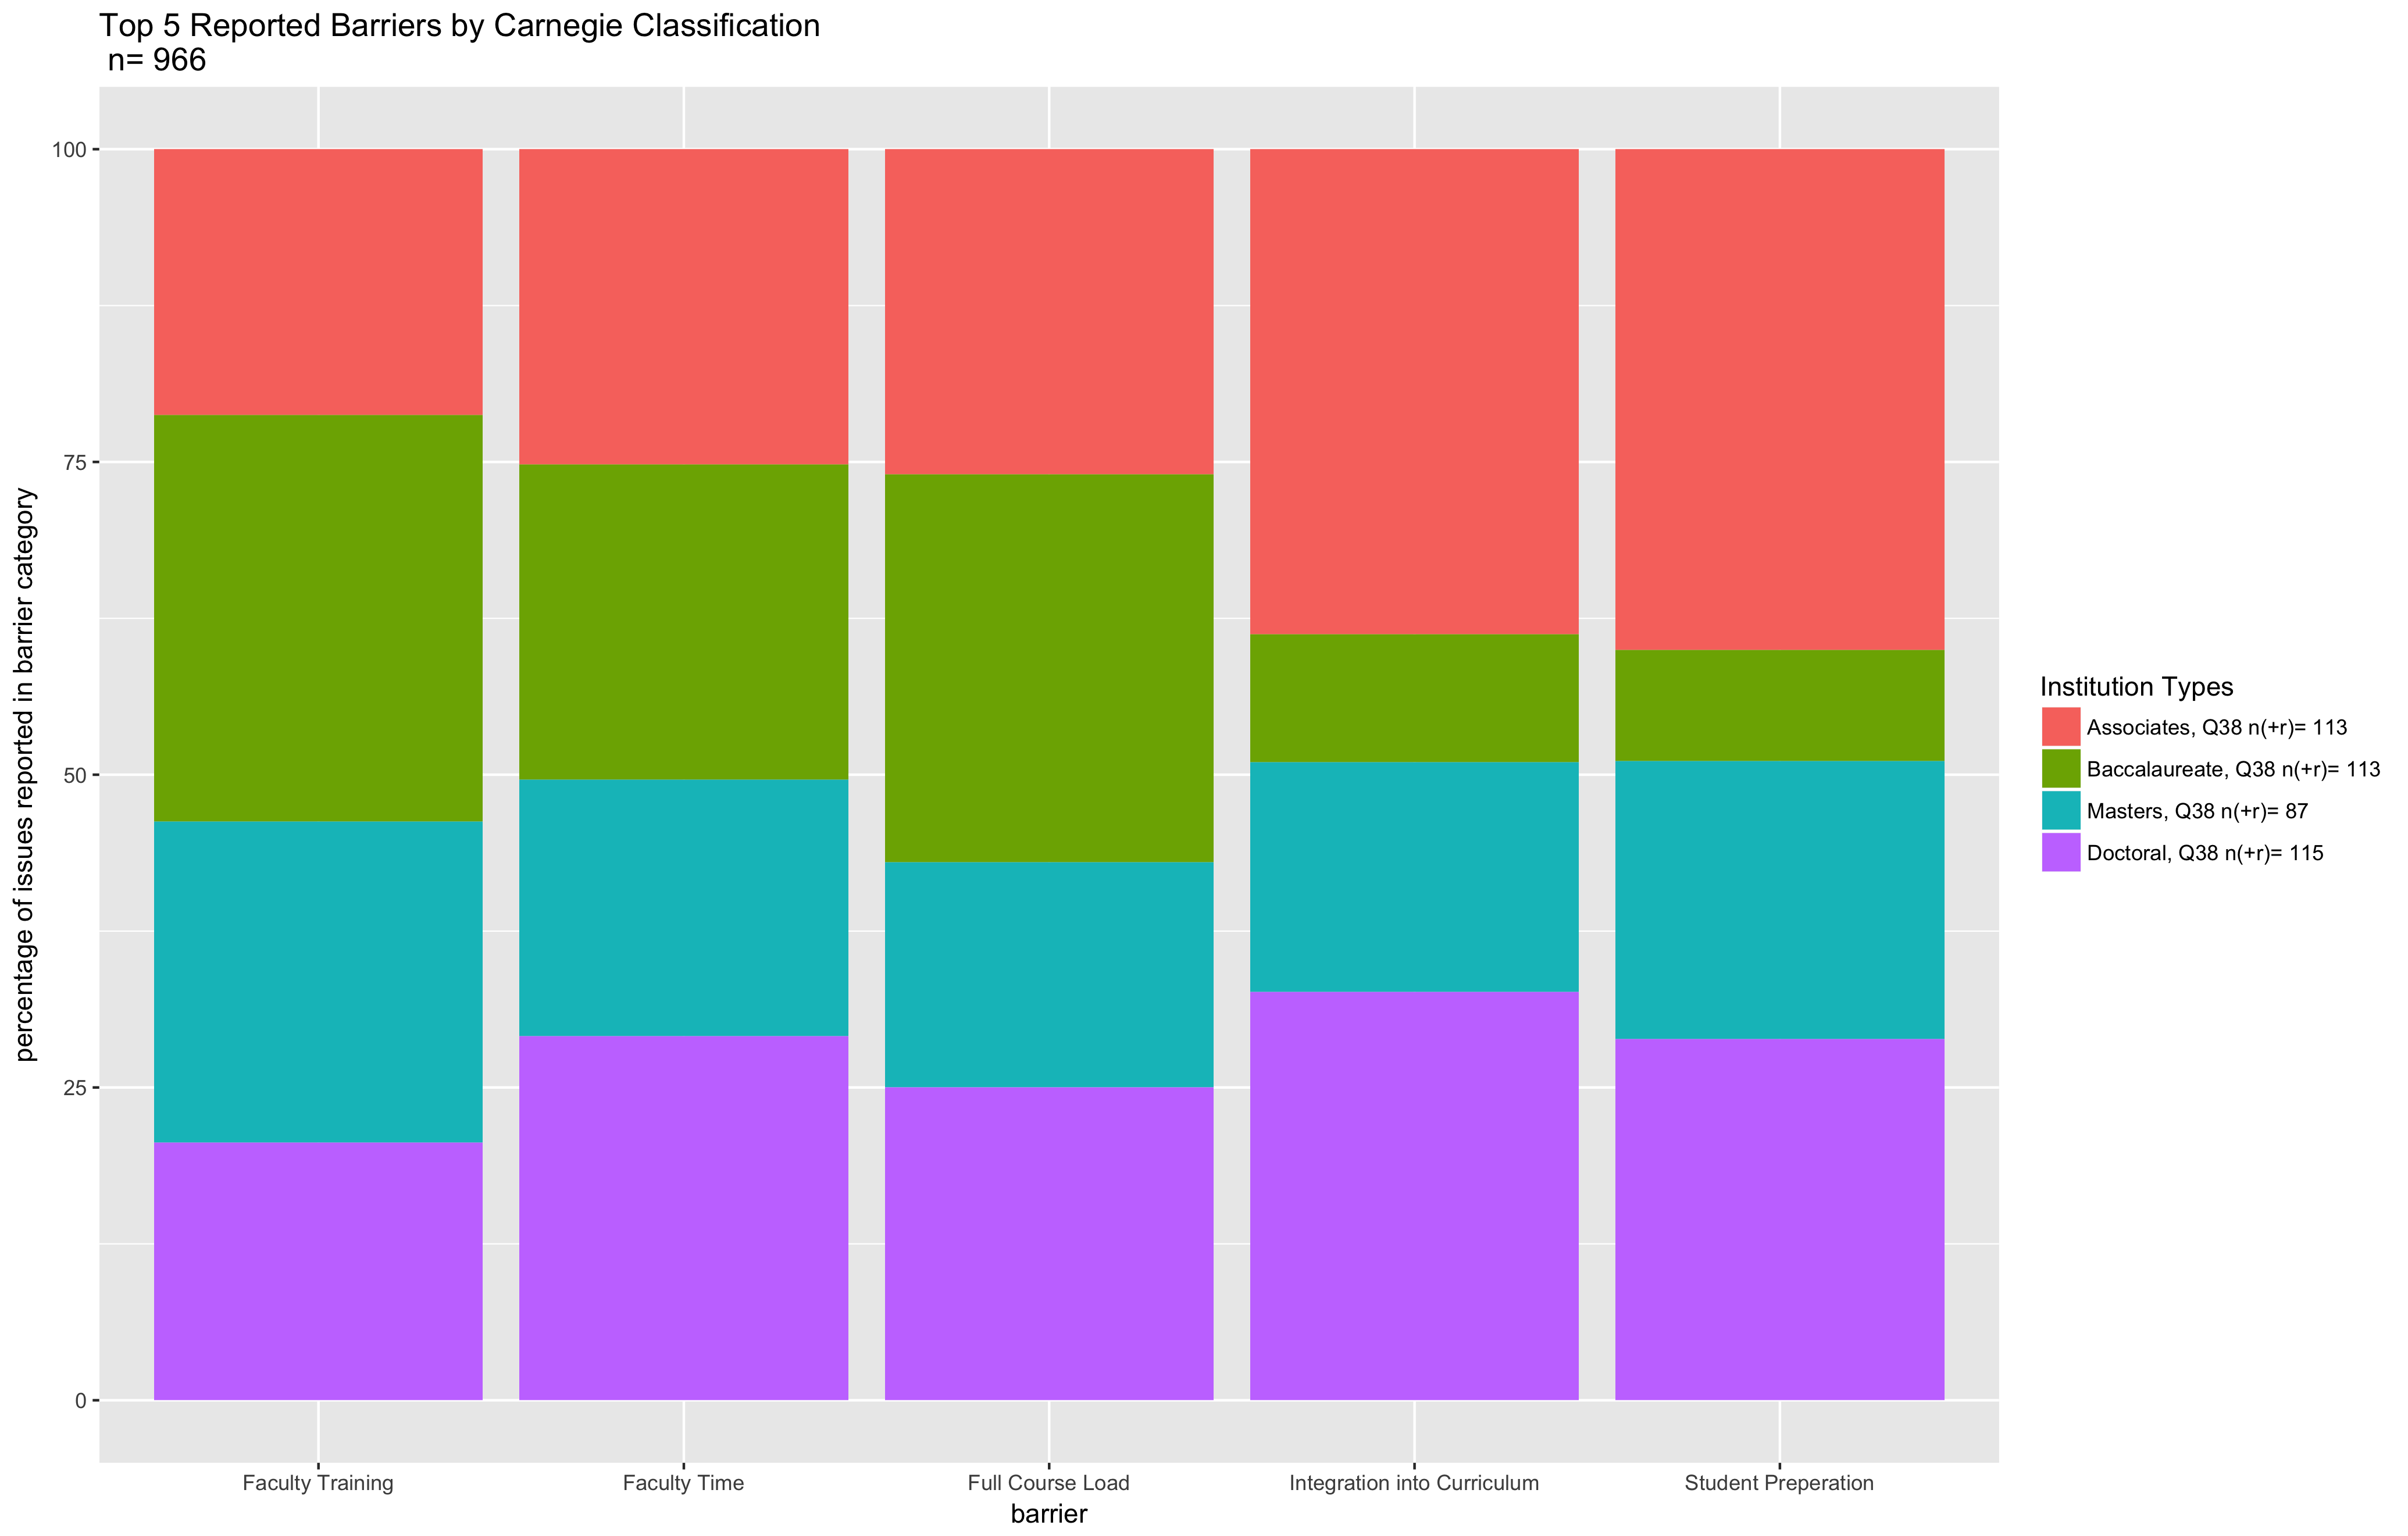 Top 5 Reported Barriers by Carnegie Classification
n= 966
percentage of issues reported in barrier category
100
75
50
25
0
Faculty Training
Faculty Time
Full Course Load
Integration into Curriculum
Student Preperation
barrier
Institution Types
Associates, Q38 n(+r)= 113
Baccalaureate, Q38 n(+r)= 113
Masters, Q38 n(+r)= 87
Doctoral, Q38 n(+r)= 115